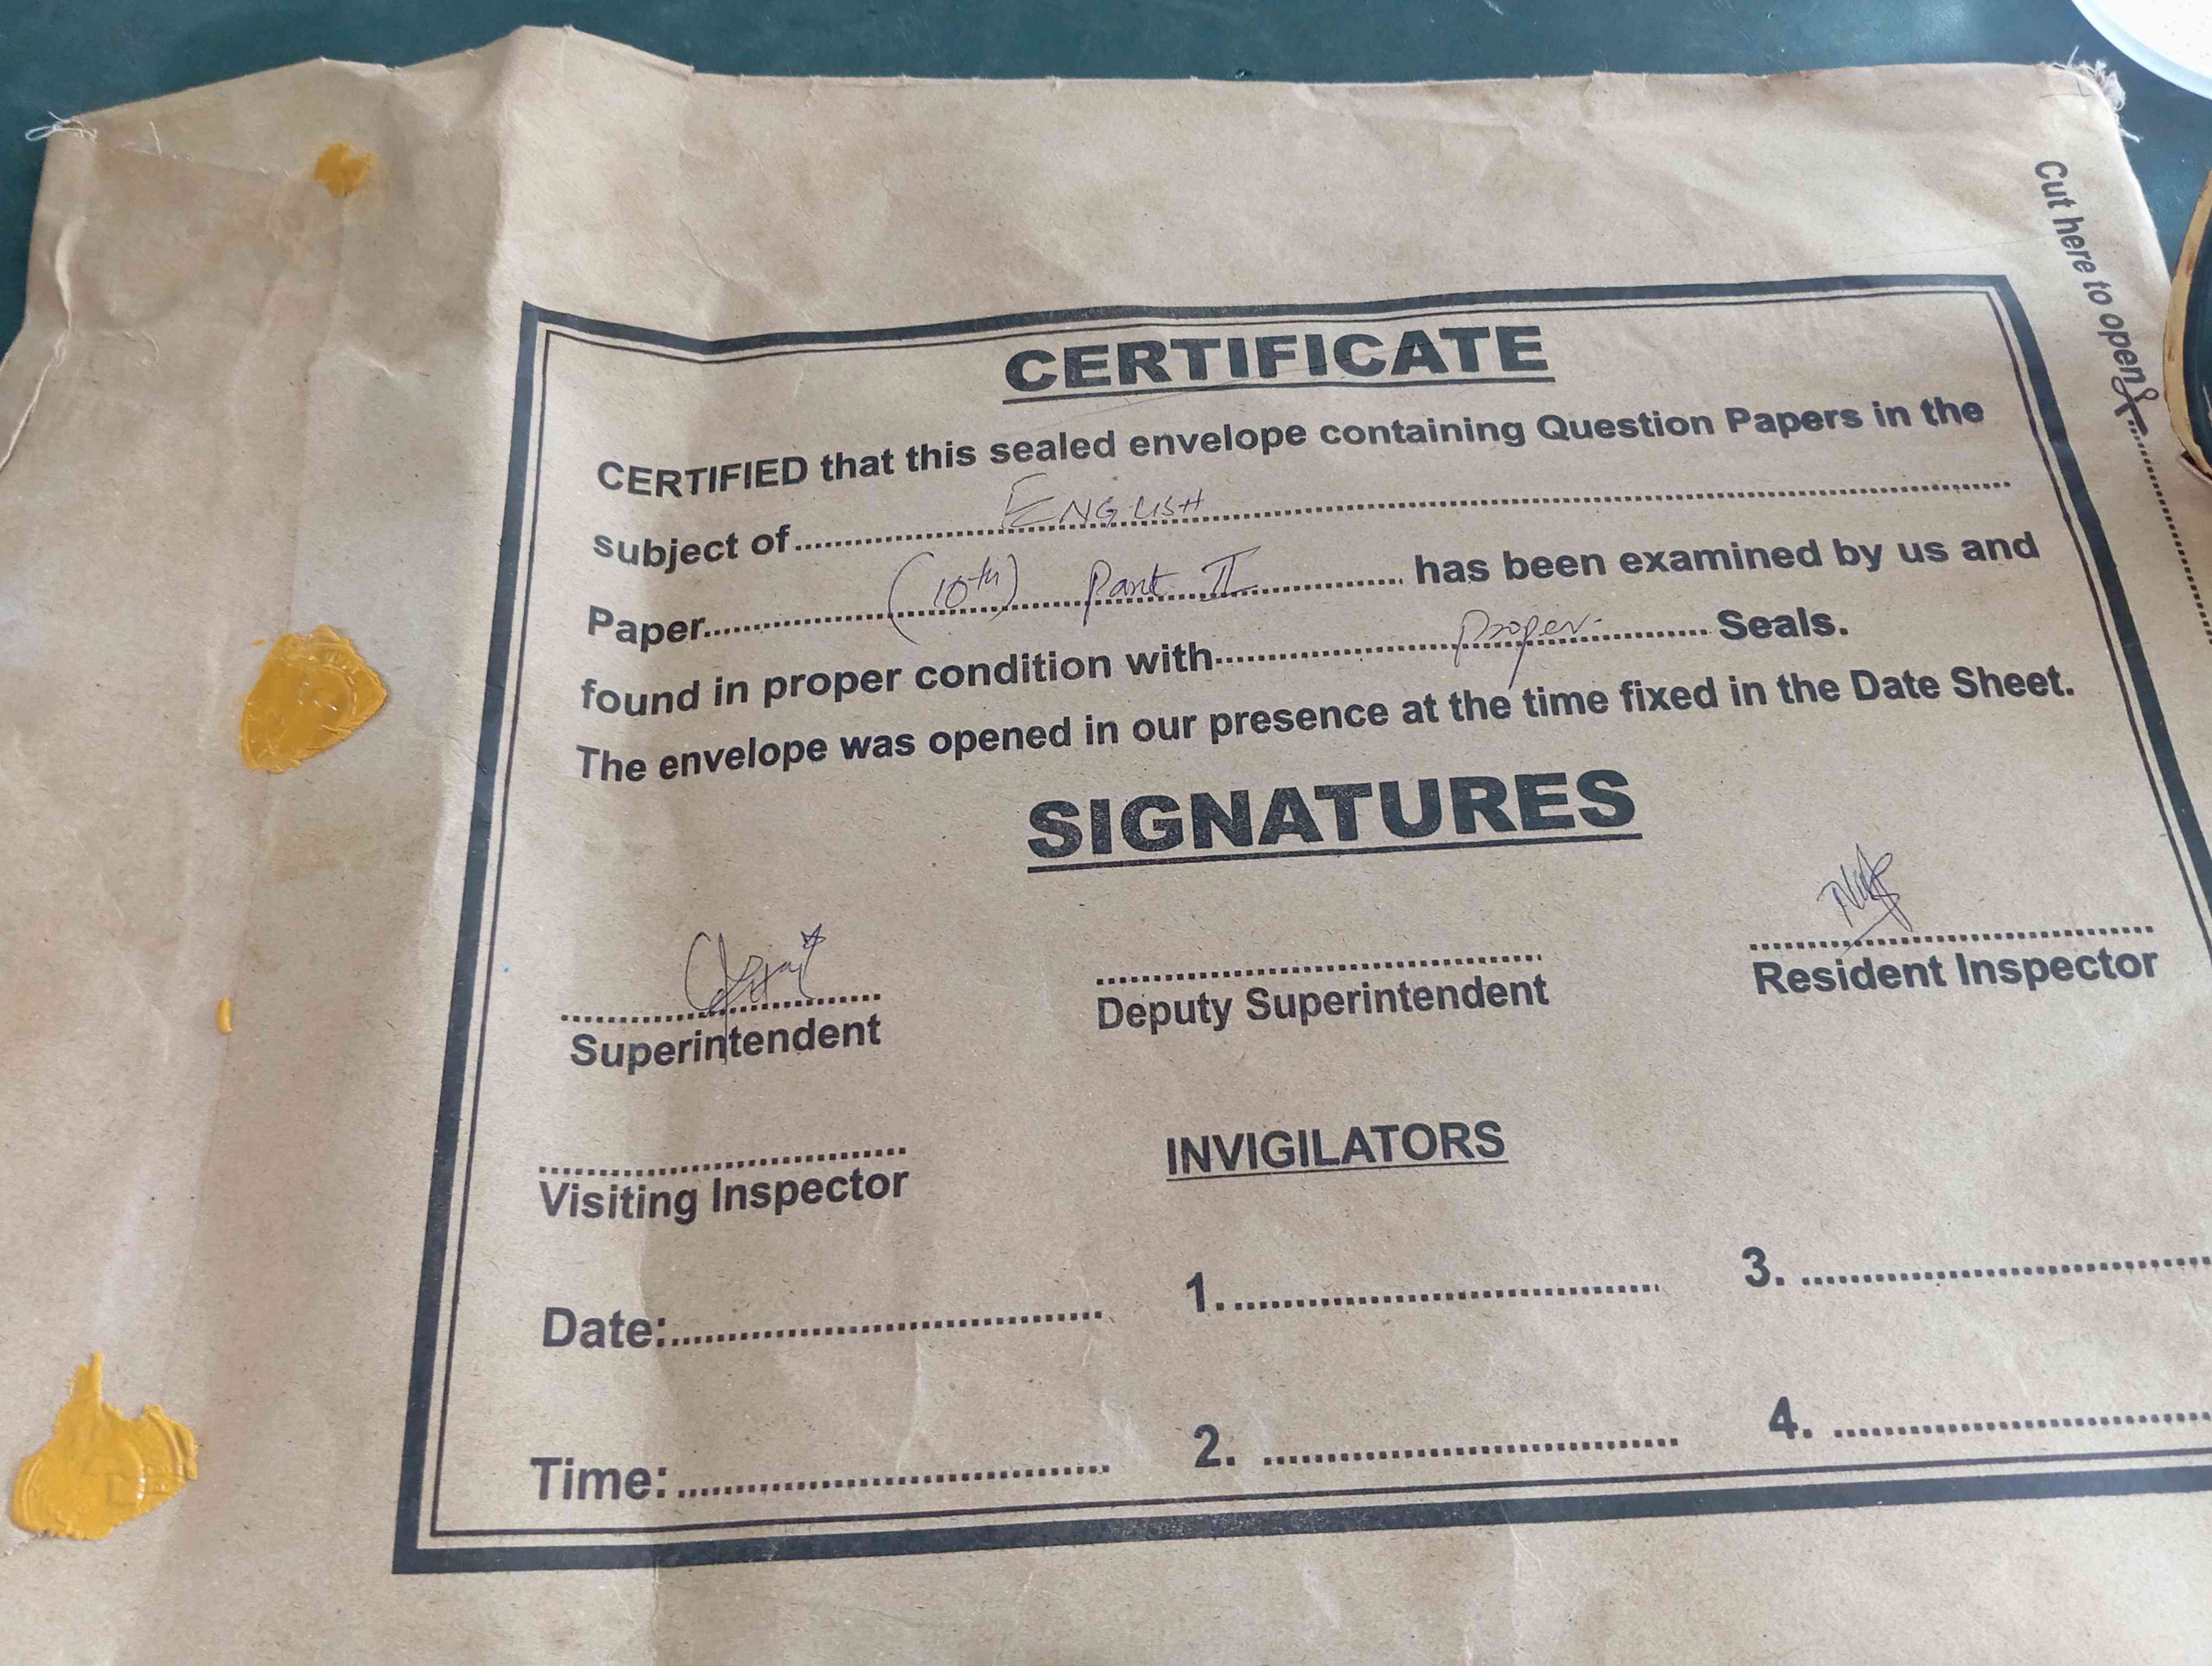 Cut here to open
CERTIFICATE
CERTIFIED that this sealed envelope containing Question Papers in the
subject of.......ENGLISH.......
Paper.......(10th) Part II....... has been examined by us and
found in proper condition with.......Proper....... Seals.
The envelope was opened in our presence at the time fixed in the Date Sheet.
SIGNATURES
Superintendent Deputy Superintendent Resident Inspector
Visiting Inspector INVIGILATORS
Date:....... 1........ 3. .......
Time:....... 2. ....... 4. .......